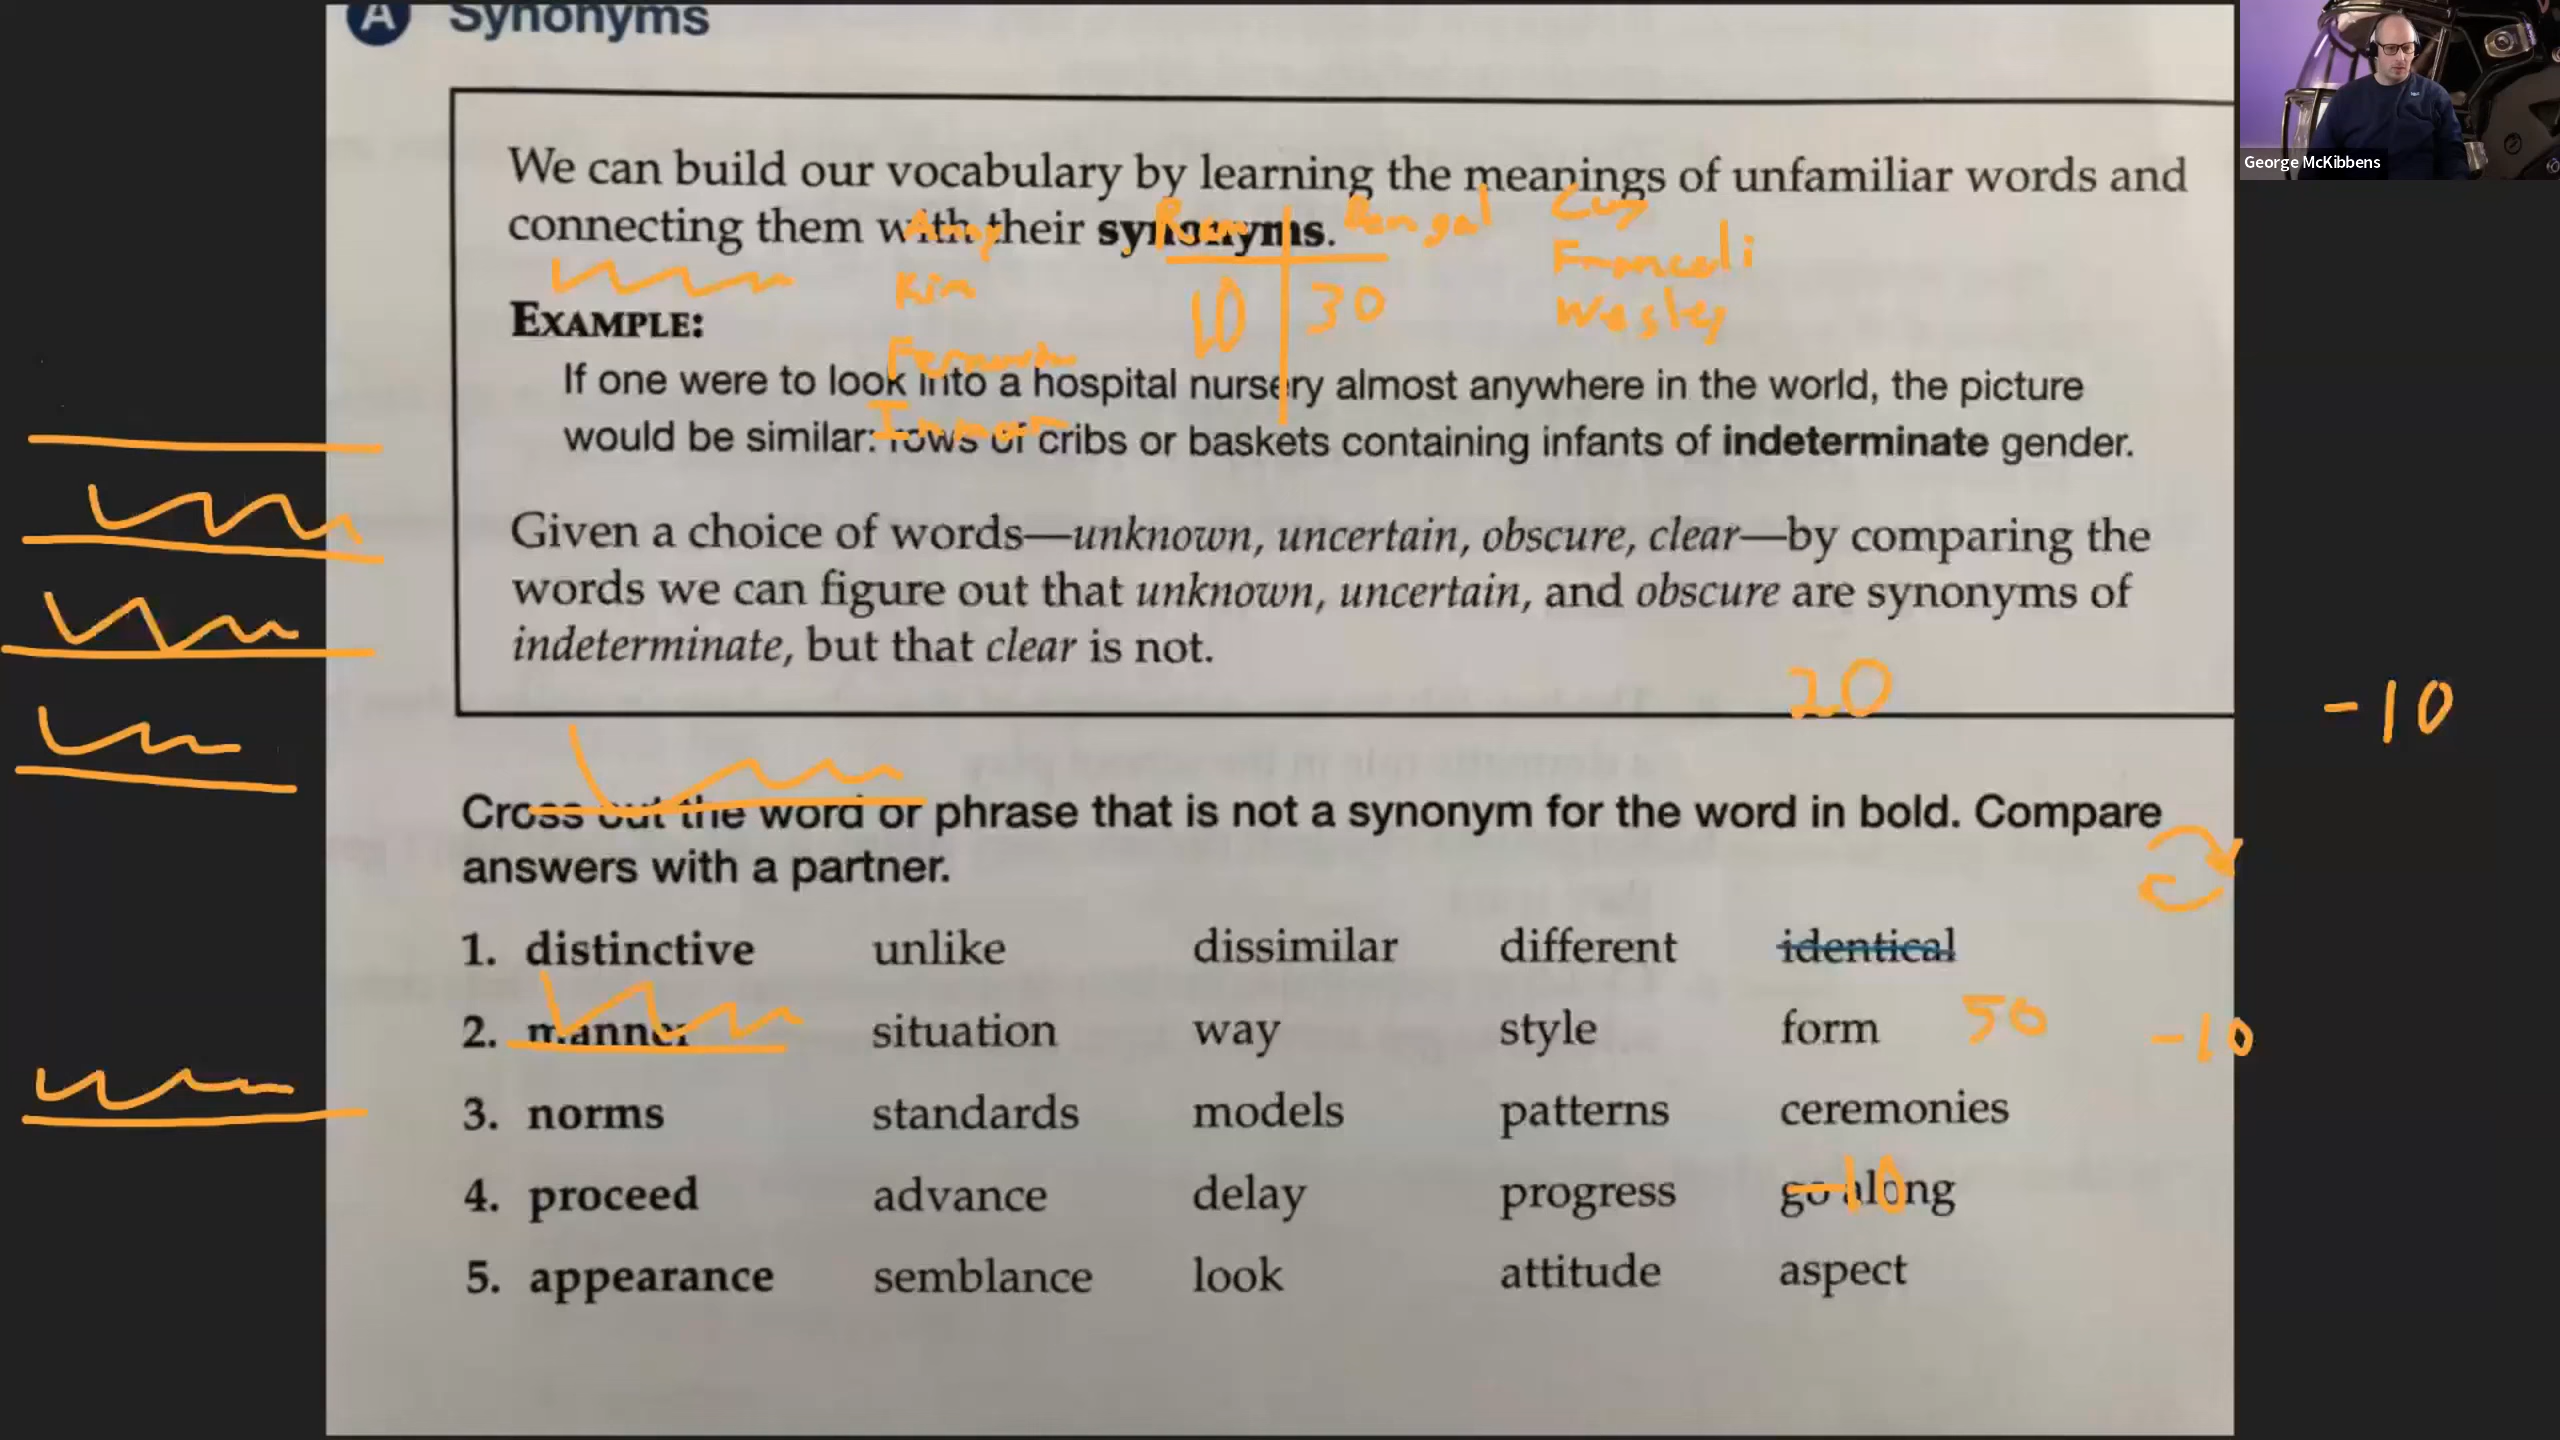 A Synonyms
George McKibbens
We can build our vocabulary by learning the meanings of unfamiliar words and
connecting them with their synonyms.
Amy Ram Bengal
Kim 10 30 Wesley
EXAMPLE:
If one were to look into a hospital nursery almost anywhere in the world, the picture
would be similar: rows of cribs or baskets containing infants of indeterminate gender.
Given a choice of words—unknown, uncertain, obscure, clear—by comparing the
words we can figure out that unknown, uncertain, and obscure are synonyms of
indeterminate, but that clear is not.
20
-10
Cross out the word or phrase that is not a synonym for the word in bold. Compare
answers with a partner.
1. distinctive unlike dissimilar different identical
2. manner situation way style form 50 -10
3. norms standards models patterns ceremonies
4. proceed advance delay progress go along -10
5. appearance semblance look attitude aspect